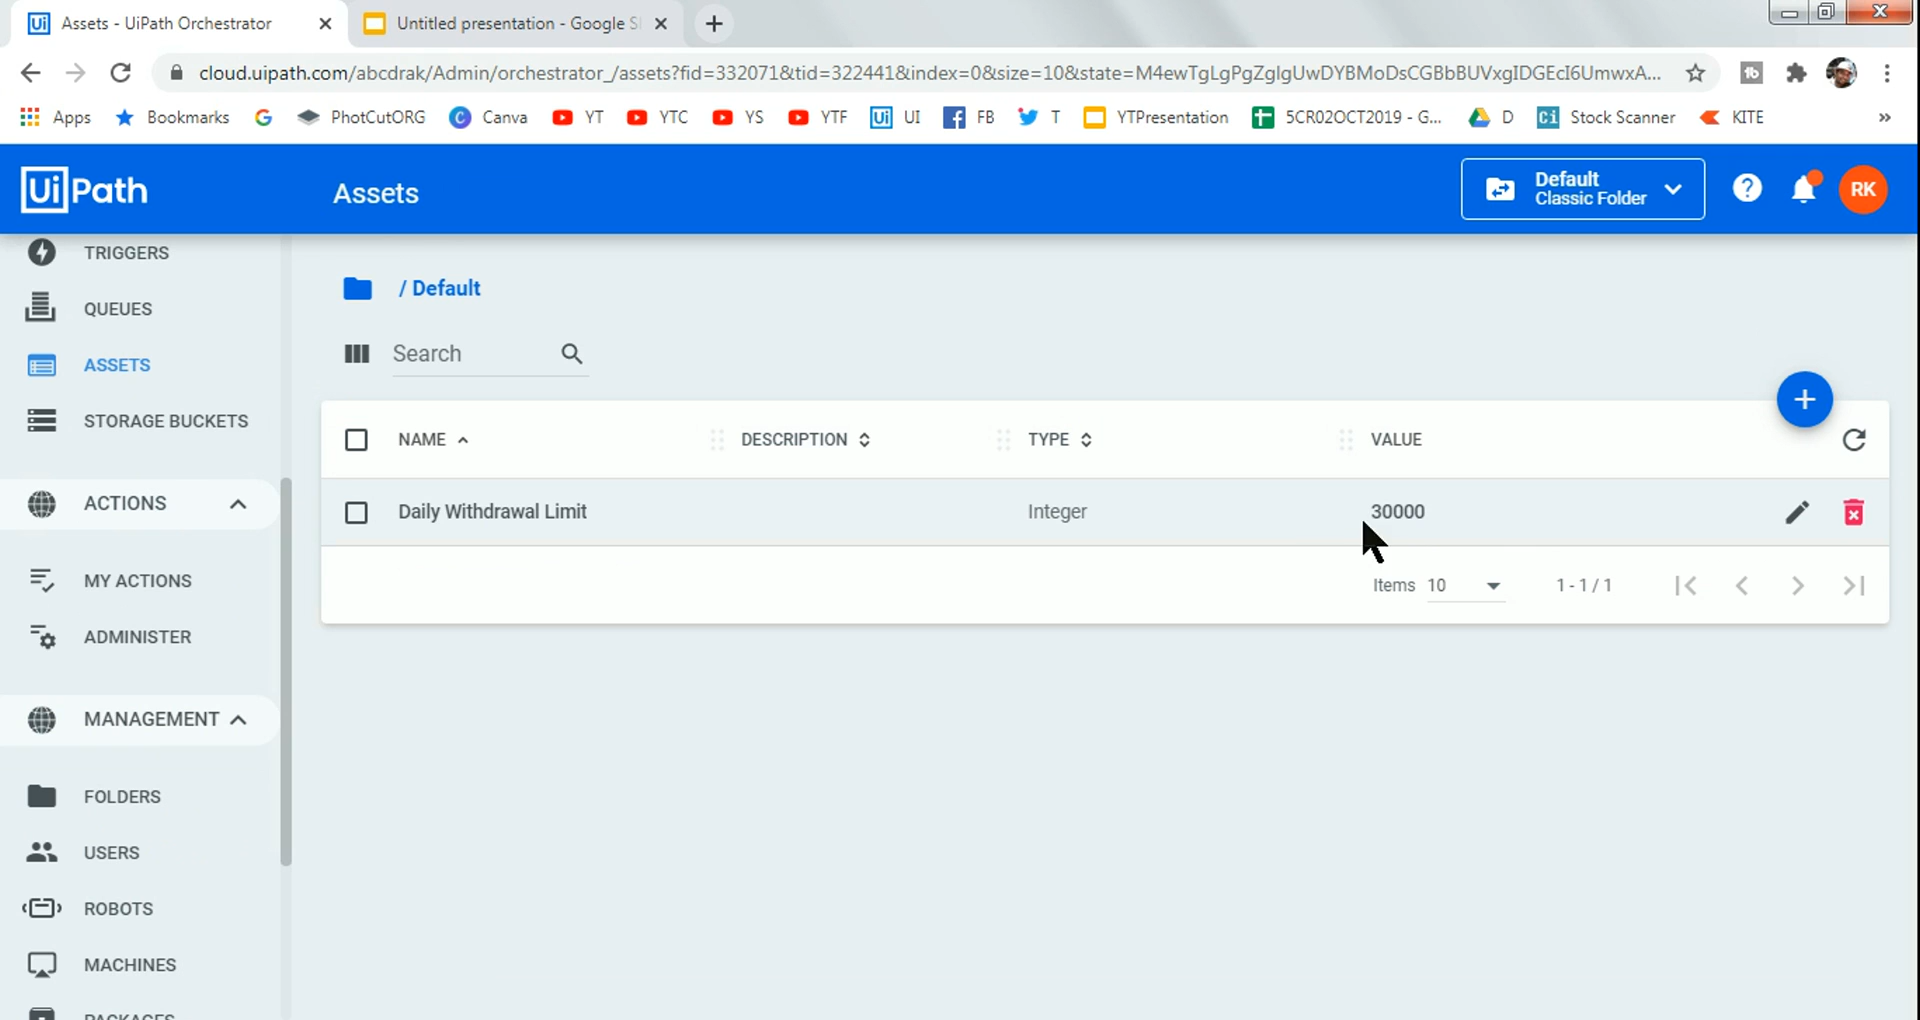 Assets - UiPath Orchestrator
Untitled presentation - Google Sl
cloud.uipath.com/abcdrak/Admin/orchestrator_/assets?fid=332071&tid=322441&index=0&size=10&state=M4ewTgLgPgZglgUwDYBMoDsCGBbBUVxgIDGEcI6UmwxA...
Apps Bookmarks PhotCutORG Canva YT YTC YS YTF UI FB T YTPresentation 5CR02OCT2019 - G... D Stock Scanner KITE »
UiPath
Assets
Default
Classic Folder
RK
TRIGGERS
QUEUES
ASSETS
STORAGE BUCKETS
ACTIONS
MY ACTIONS
ADMINISTER
MANAGEMENT
FOLDERS
USERS
ROBOTS
MACHINES
PACKAGES
/ Default
Search
NAME DESCRIPTION TYPE VALUE
Daily Withdrawal Limit Integer 30000
Items 10 1 - 1 / 1